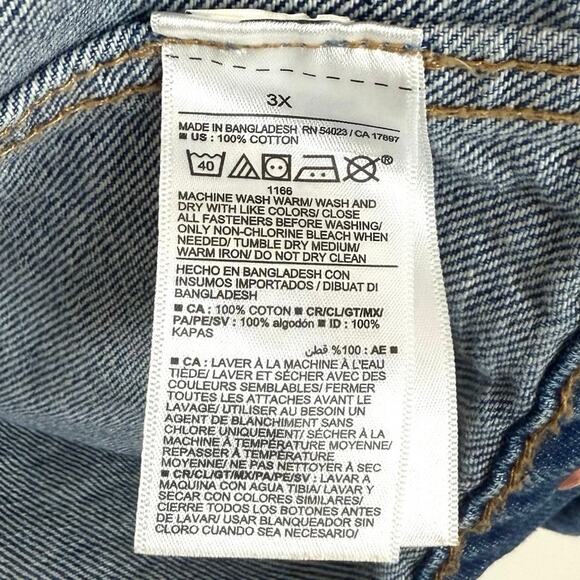 3X
MADE IN BANGLADESH RN 54023 / CA 17897
■ US : 100% COTTON
40
®
1166
MACHINE WASH WARM/ WASH AND
DRY WITH LIKE COLORS/ CLOSE
ALL FASTENERS BEFORE WASHING/
ONLY NON-CHLORINE BLEACH WHEN
NEEDED/ TUMBLE DRY MEDIUM/
WARM IRON/ DO NOT DRY CLEAN
HECHO EN BANGLADESH CON
INSUMOS IMPORTADOS / DIBUAT DI
BANGLADESH
■ CA : 100% COTON ■ CR/CL/GT/MX/
PA/PE/SV : 100% algodón ■ ID : 100%
KAPAS
■ AE : 100% قطن
■ CA : LAVER À LA MACHINE À L'EAU
TIÈDE/ LAVER ET SÉCHER AVEC DES
COULEURS SEMBLABLES/ FERMER
TOUTES LES ATTACHES AVANT LE
LAVAGE/ UTILISER AU BESOIN UN
AGENT DE BLANCHIMENT SANS
CHLORE UNIQUEMENT/ SÉCHER À LA
MACHINE À TEMPÉRATURE MOYENNE/
REPASSER À TEMPÉRATURE
MOYENNE/ NE PAS NETTOYER À SEC
■ CR/CL/GT/MX/PA/PE/SV : LAVAR A
MAQUINA CON AGUA TIBIA/ LAVAR Y
SECAR CON COLORES SIMILARES/
CIERRE TODOS LOS BOTONES ANTES
DE LAVAR/ USAR BLANQUEADOR SIN
CLORO CUANDO SEA NECESARIO/